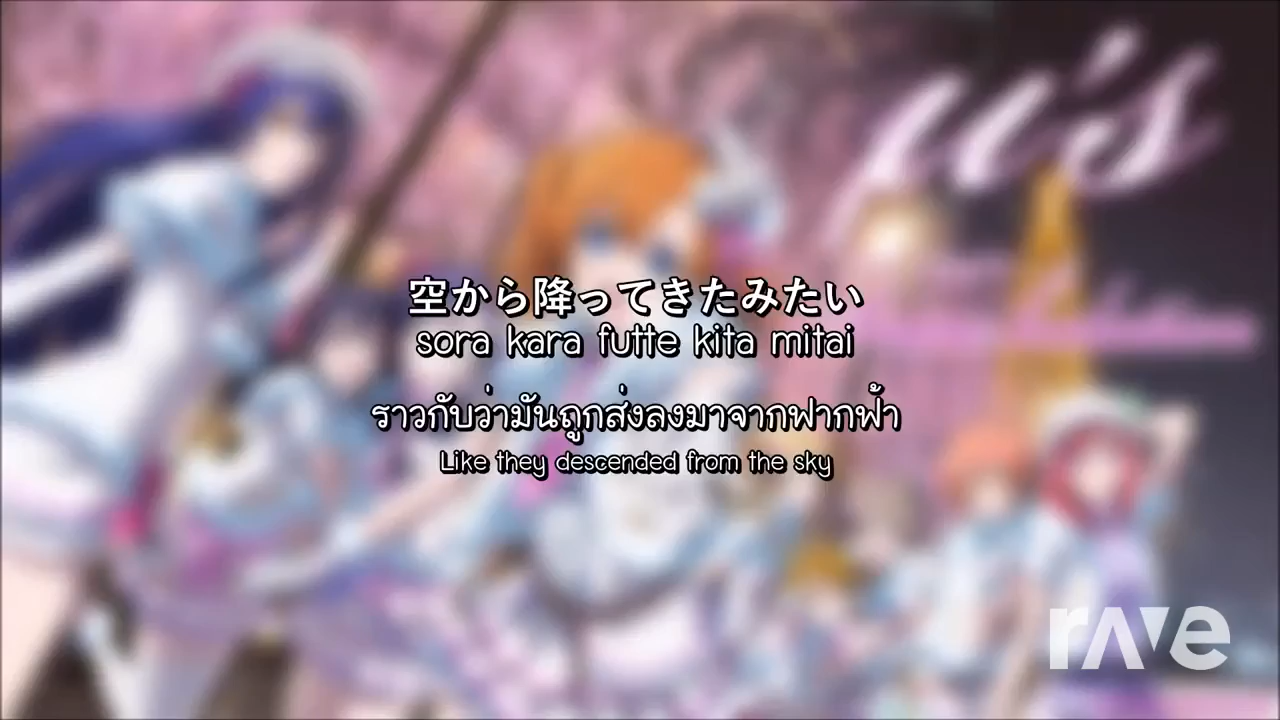 μ's
空から降ってきたみたい
sora kara futte kita mitai
ราวกับว่ามันถูกส่งลงมาจากฟากฟ้า
Like they descended from the sky
rave